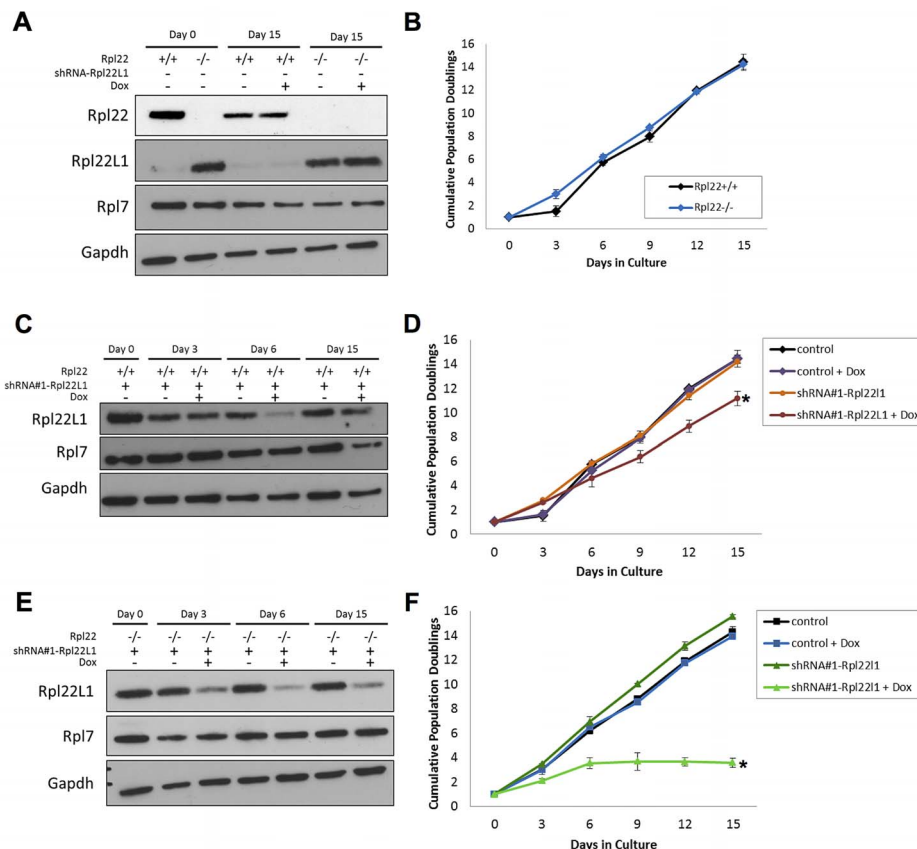 A
Day 0 Day 15 Day 15
Rpl22 +/+ -/- +/+ +/+ -/- -/-
shRNA-Rpl22L1 - - - - - -
Dox - - - + - +
Rpl22
Rpl22L1
Rpl7
Gapdh
B
Cumulative Population Doublings
16
14
12
10
8
6
4
2
0
Rpl22+/+
Rpl22-/-
0 3 6 9 12 15
Days in Culture
C
Day 0 Day 3 Day 6 Day 15
Rpl22 +/+ +/+ +/+ +/+ +/+ +/+ +/+
shRNA#1-Rpl22L1 + + + + + + +
Dox - - + - + - +
Rpl22L1
Rpl7
Gapdh
D
Cumulative Population Doublings
16
14
12
10
8
6
4
2
0
*
0 3 6 9 12 15
Days in Culture
control
control + Dox
shRNA#1-Rpl22l1
shRNA#1-Rpl22L1 + Dox
E
Day 0 Day 3 Day 6 Day 15
Rpl22 -/- -/- -/- -/- -/- -/- -/-
shRNA#1-Rpl22L1 + + + + + + +
Dox - - + - + - +
Rpl22L1
Rpl7
Gapdh
F
Cumulative Population Doublings
16
14
12
10
8
6
4
2
0
*
0 3 6 9 12 15
Days in Culture
control
control + Dox
shRNA#1-Rpl22l1
shRNA#1-Rpl22l1 + Dox